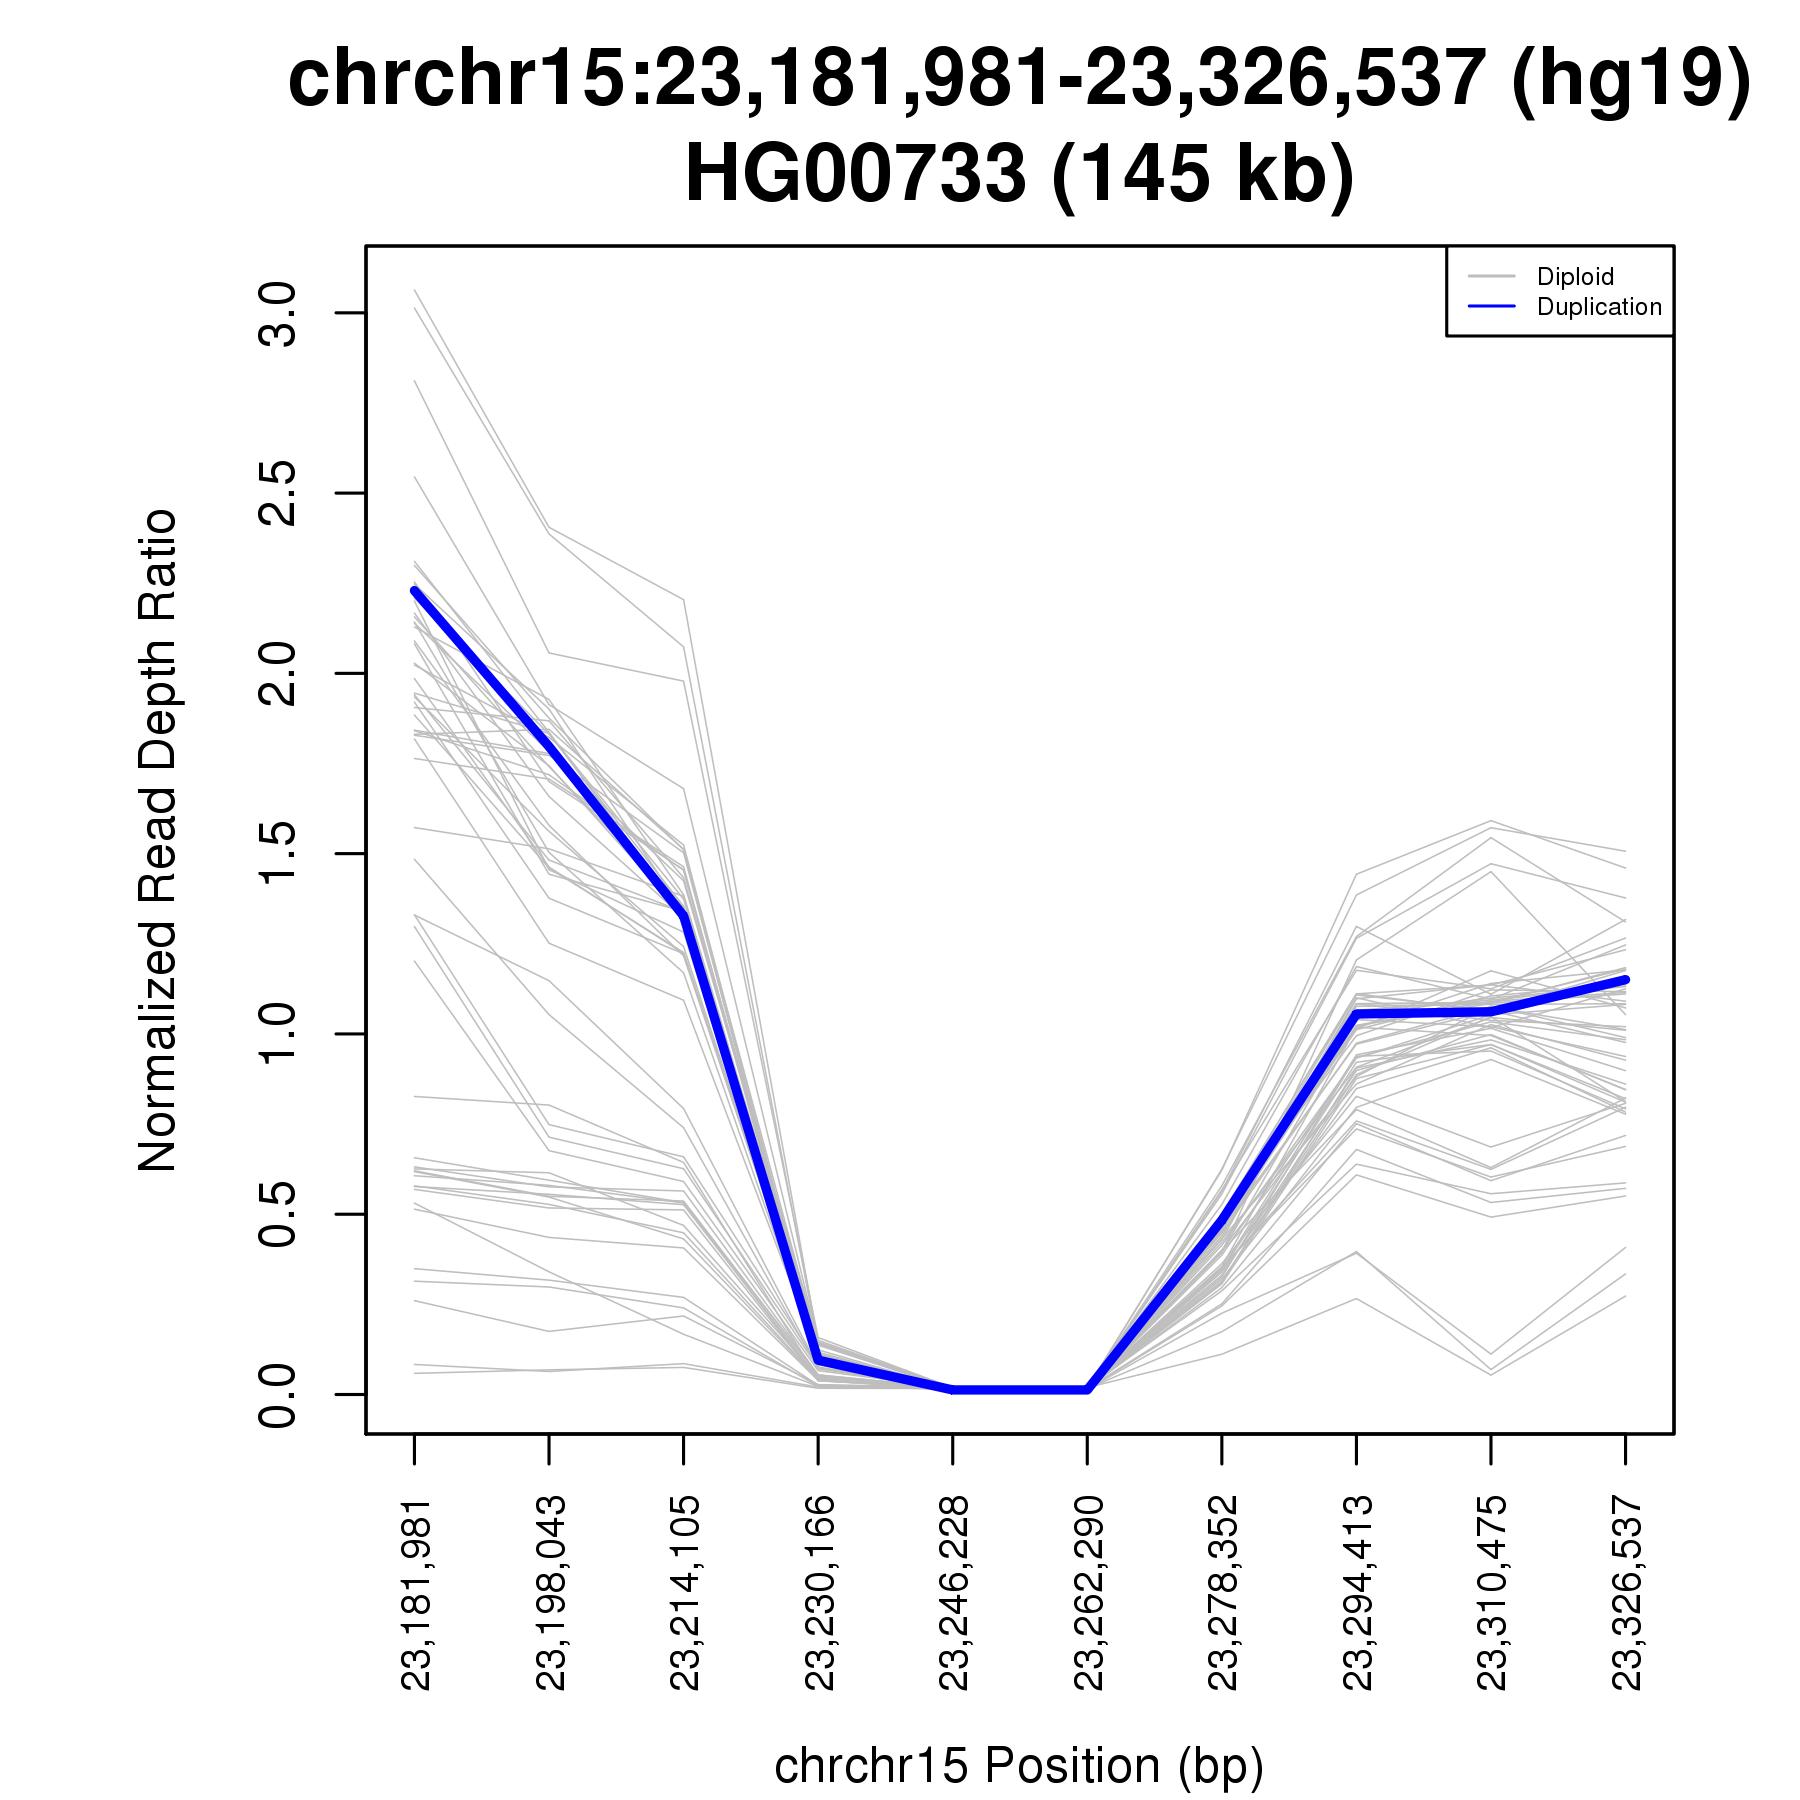 chrchr15:23,181,981-23,326,537 (hg19)
HG00733 (145 kb)
Diploid
Duplication
Normalized Read Depth Ratio
3.0
2.5
2.0
1.5
1.0
0.5
0.0
23,181,981
23,198,043
23,214,105
23,230,166
23,246,228
23,262,290
23,278,352
23,294,413
23,310,475
23,326,537
chrchr15 Position (bp)